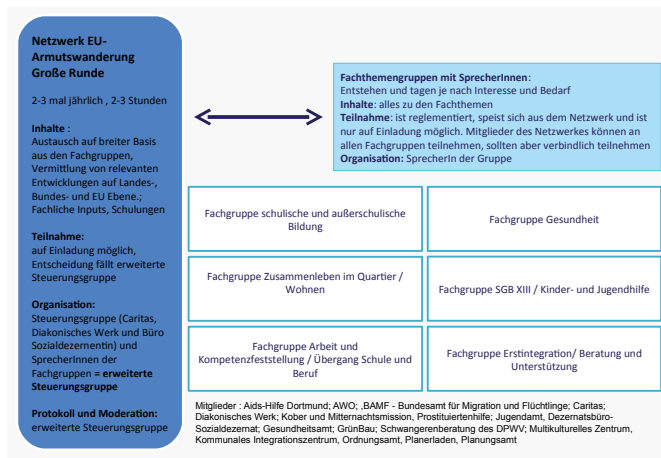 Netzwerk EU-
Armutswanderung
Große Runde
2-3 mal jährlich , 2-3 Stunden
Inhalte :
Austausch auf breiter Basis
aus den Fachgruppen,
Vermittlung von relevanten
Entwicklungen auf Landes-,
Bundes- und EU Ebene.;
Fachliche Inputs, Schulungen
Teilnahme:
auf Einladung möglich,
Entscheidung fällt erweiterte
Steuerungsgruppe
Organisation:
Steuerungsgruppe (Caritas,
Diakonisches Werk und Büro
Sozialdezernentin) und
SprecherInnen der
Fachgruppen = erweiterte
Steuerungsgruppe
Protokoll und Moderation:
erweiterte Steuerungsgruppe
Fachthemengruppen mit SprecherInnen:
Entstehen und tagen je nach Interesse und Bedarf
Inhalte: alles zu den Fachthemen
Teilnahme: ist reglementiert, speist sich aus dem Netzwerk und ist
nur auf Einladung möglich. Mitglieder des Netzwerkes können an
allen Fachgruppen teilnehmen, sollten aber verbindlich teilnehmen
Organisation: SprecherIn der Gruppe
Fachgruppe schulische und außerschulische
Bildung
Fachgruppe Gesundheit
Fachgruppe Zusammenleben im Quartier /
Wohnen
Fachgruppe SGB XIII / Kinder- und Jugendhilfe
Fachgruppe Arbeit und
Kompetenzfeststellung / Übergang Schule und
Beruf
Fachgruppe Erstintegration/ Beratung und
Unterstützung
Mitglieder : Aids-Hilfe Dortmund; AWO; ,BAMF - Bundesamt für Migration und Flüchtlinge; Caritas;
Diakonisches Werk; Kober und Mitternachtsmission, Prostituiertenhilfe; Jugendamt, Dezernatsbüro-
Sozialdezernat; Gesundheitsamt; GrünBau; Schwangerenberatung des DPWV; Multikulturelles Zentrum,
Kommunales Integrationszentrum, Ordnungsamt, Planerladen, Planungsamt